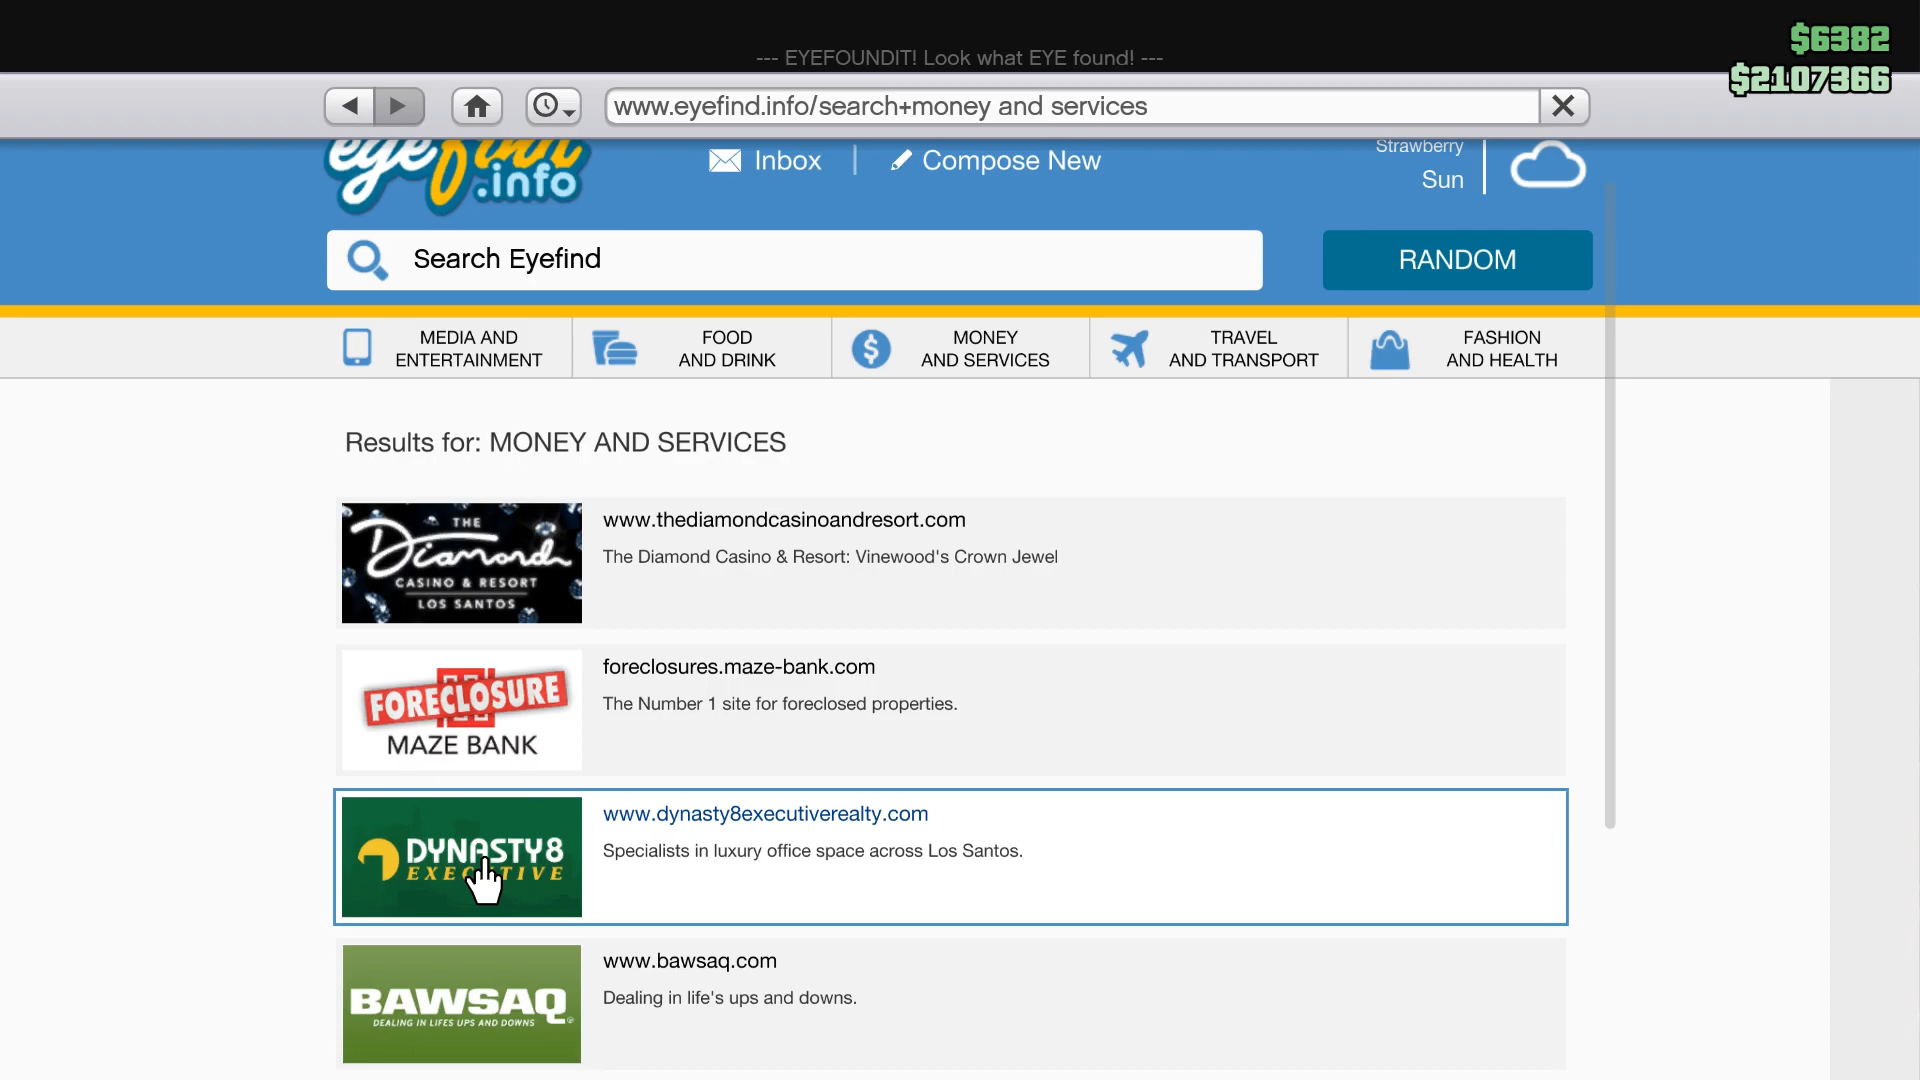 $6382
--- EYEFOUNDIT! Look what EYE found! ---
$2107366
www.eyefind.info/search+money and services
eyefind
.info
Inbox
Compose New
Strawberry
Sun
Search Eyefind
RANDOM
MEDIA AND
ENTERTAINMENT
FOOD
AND DRINK
MONEY
AND SERVICES
TRAVEL
AND TRANSPORT
FASHION
AND HEALTH
Results for: MONEY AND SERVICES
THE
Diamond
CASINO & RESORT
LOS SANTOS
www.thediamondcasinoandresort.com
The Diamond Casino & Resort: Vinewood's Crown Jewel
FORECLOSURE
MAZE BANK
foreclosures.maze-bank.com
The Number 1 site for foreclosed properties.
DYNASTY8
EXECUTIVE
www.dynasty8executiverealty.com
Specialists in luxury office space across Los Santos.
BAWSAQ
DEALING IN LIFES UPS AND DOWNS
www.bawsaq.com
Dealing in life's ups and downs.